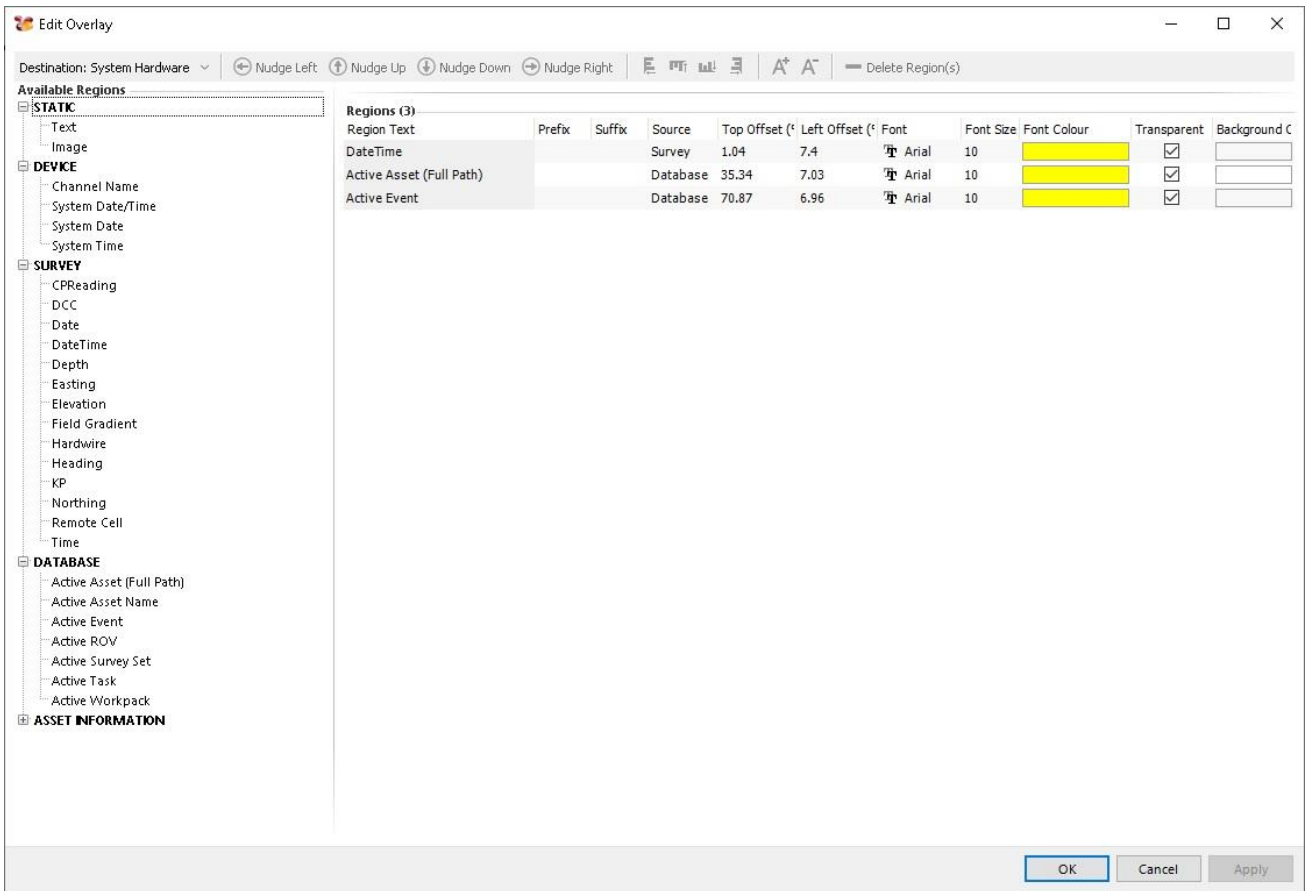 Edit Overlay
Destination: System Hardware Nudge Left Nudge Up Nudge Down Nudge Right A+ A- Delete Region(s)
Available Regions
STATIC
Text
Image
DEVICE
Channel Name
System Date/Time
System Date
System Time
SURVEY
CPReading
DCC
Date
DateTime
Depth
Easting
Elevation
Field Gradient
Hardwire
Heading
KP
Northing
Remote Cell
Time
DATABASE
Active Asset (Full Path)
Active Asset Name
Active Event
Active ROV
Active Survey Set
Active Task
Active Workpack
ASSET INFORMATION
Regions (3)
Region Text Prefix Suffix Source Top Offset ( Left Offset ( Font Font Size Font Colour Transparent Background C
DateTime Survey 1.04 7.4 Arial 10
Active Asset (Full Path) Database 35.34 7.03 Arial 10
Active Event Database 70.87 6.96 Arial 10
OK Cancel Apply